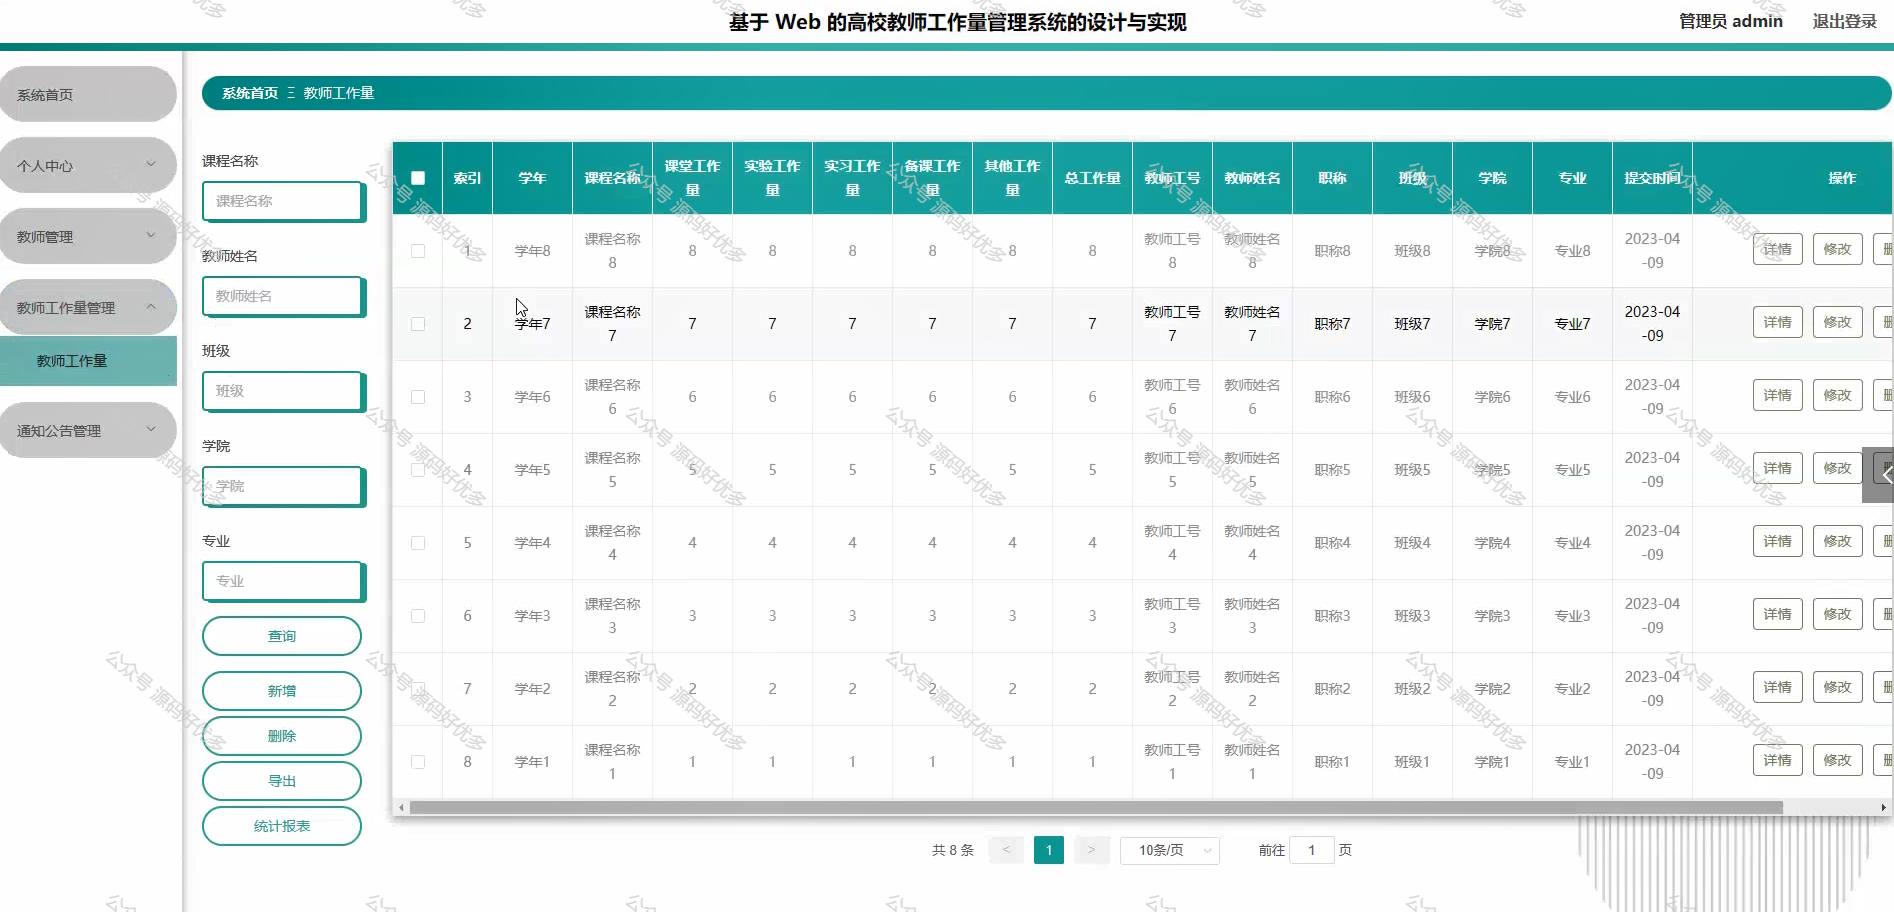 基于 Web 的高校教师工作量管理系统的设计与实现
管理员 admin 退出登录
系统首页
个人中心
教师管理
教师工作量管理
教师工作量
通知公告管理
系统首页 Ξ 教师工作量
课程名称
课程名称
教师姓名
教师姓名
班级
班级
学院
学院
专业
专业
查询
新增
删除
导出
统计报表
索引 学年 课程名称 课堂工作量 实验工作量 实习工作量 备课工作量 其他工作量 总工作量 教师工号 教师姓名 职称 班级 学院 专业 提交时间 操作
1 学年8 课程名称8 8 8 8 8 8 8 教师工号8 教师姓名8 职称8 班级8 学院8 专业8 2023-04-09 详情 修改
2 学年7 课程名称7 7 7 7 7 7 7 教师工号7 教师姓名7 职称7 班级7 学院7 专业7 2023-04-09 详情 修改
3 学年6 课程名称6 6 6 6 6 6 6 教师工号6 教师姓名6 职称6 班级6 学院6 专业6 2023-04-09 详情 修改
4 学年5 课程名称5 5 5 5 5 5 5 教师工号5 教师姓名5 职称5 班级5 学院5 专业5 2023-04-09 详情 修改
5 学年4 课程名称4 4 4 4 4 4 4 教师工号4 教师姓名4 职称4 班级4 学院4 专业4 2023-04-09 详情 修改
6 学年3 课程名称3 3 3 3 3 3 3 教师工号3 教师姓名3 职称3 班级3 学院3 专业3 2023-04-09 详情 修改
7 学年2 课程名称2 2 2 2 2 2 2 教师工号2 教师姓名2 职称2 班级2 学院2 专业2 2023-04-09 详情 修改
8 学年1 课程名称1 1 1 1 1 1 1 教师工号1 教师姓名1 职称1 班级1 学院1 专业1 2023-04-09 详情 修改
共 8 条 < 1 > 10条/页 前往 1 页
公众号 源码好优多